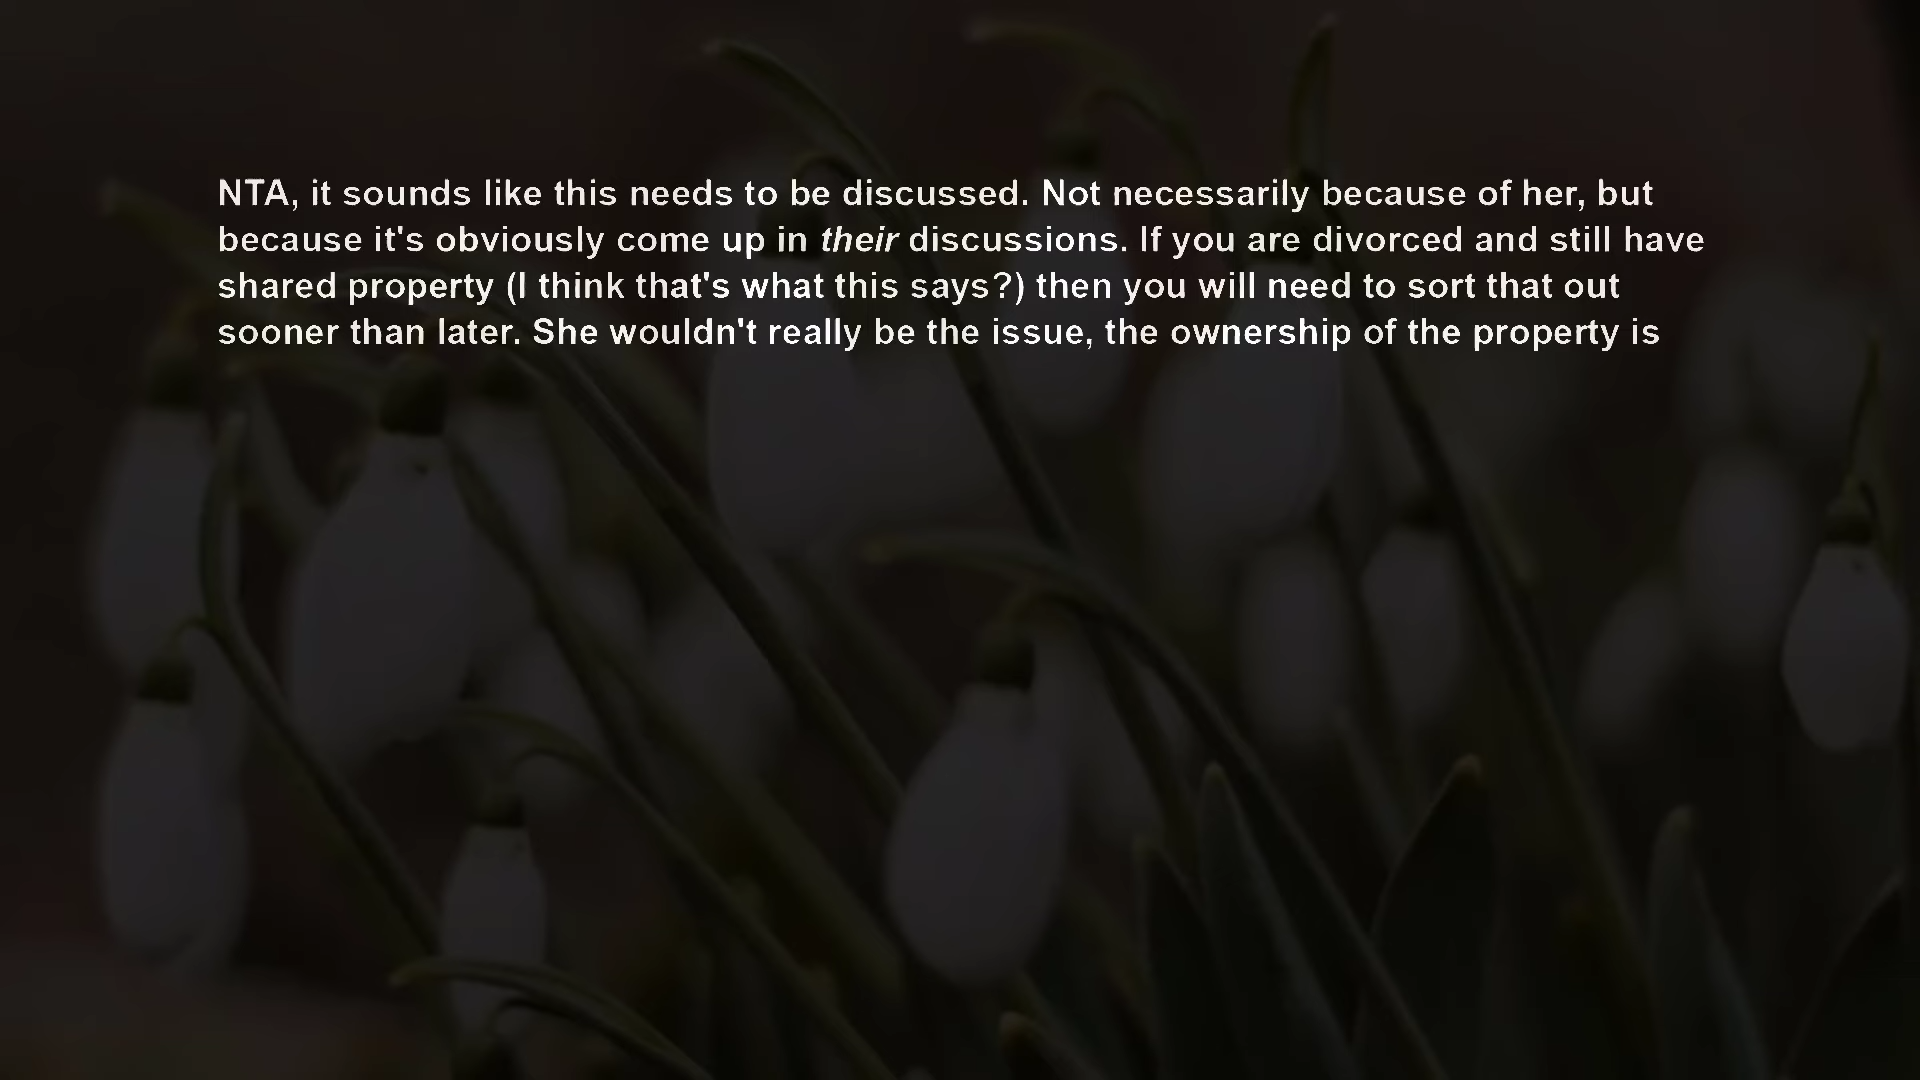 NTA, it sounds like this needs to be discussed. Not necessarily because of her, but
because it's obviously come up in their discussions. If you are divorced and still have
shared property (I think that's what this says?) then you will need to sort that out
sooner than later. She wouldn't really be the issue, the ownership of the property is